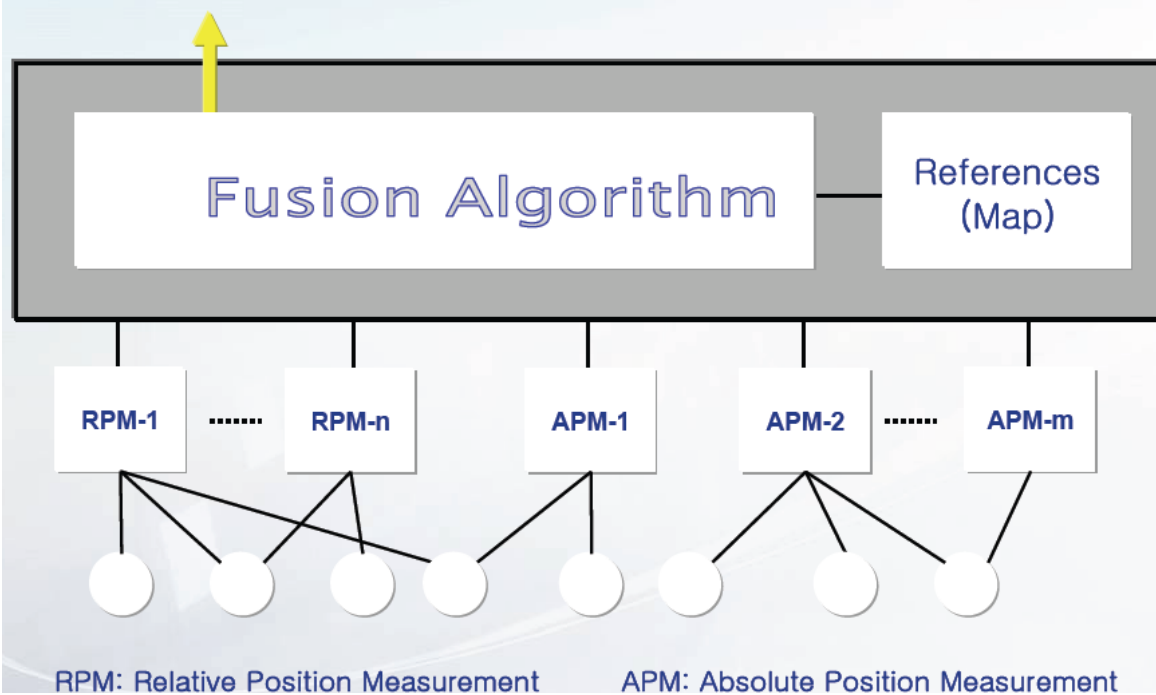 Fusion Algorithm
References
(Map)
RPM-1
RPM-n
APM-1
APM-2
APM-m
RPM: Relative Position Measurement
APM: Absolute Position Measurement